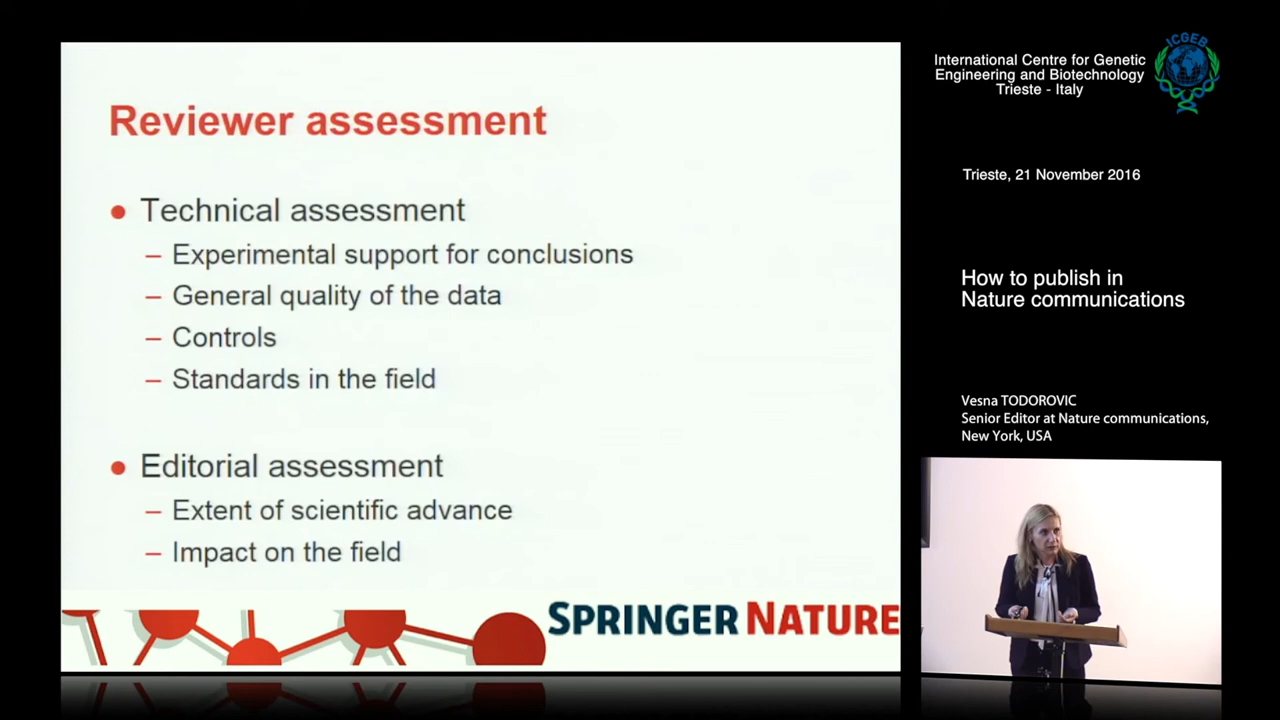 Reviewer assessment
● Technical assessment
– Experimental support for conclusions
– General quality of the data
– Controls
– Standards in the field
● Editorial assessment
– Extent of scientific advance
– Impact on the field
SPRINGER NATURE
International Centre for Genetic
Engineering and Biotechnology
Trieste - Italy
ICGEB
Trieste, 21 November 2016
How to publish in
Nature communications
Vesna TODOROVIC
Senior Editor at Nature communications,
New York, USA